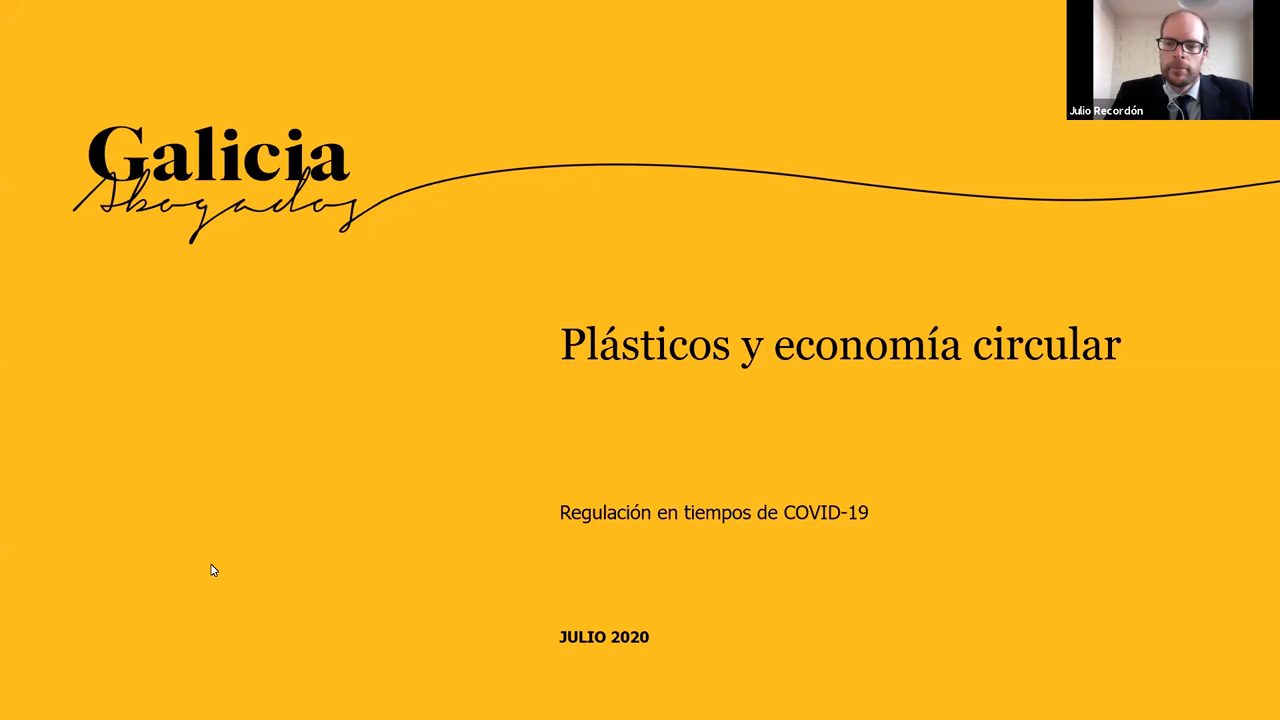 Julio Recordón
Galicia
Abogados
Plásticos y economía circular
Regulación en tiempos de COVID-19
JULIO 2020